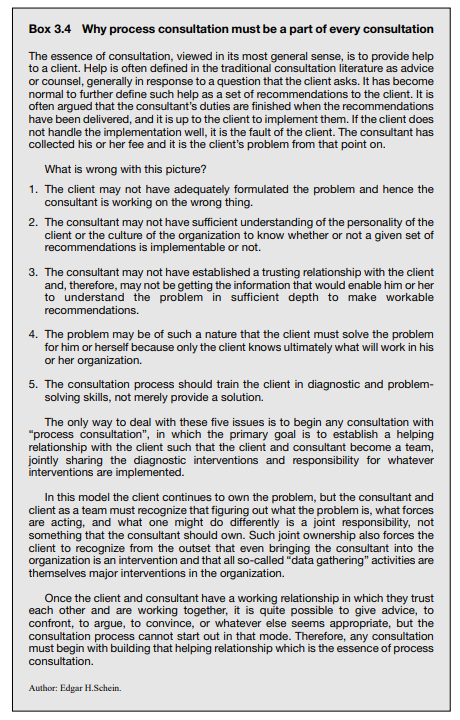 Box 3.4 Why process consultation must be a part of every consultation
The essence of consultation, viewed in its most general sense, is to provide help
to a client. Help is often defined in the traditional consultation literature as advice
or counsel, generally in response to a question that the client asks. It has become
normal to further define such help as a set of recommendations to the client. It is
often argued that the consultant's duties are finished when the recommendations
have been delivered, and it is up to the client to implement them. If the client does
not handle the implementation well, it is the fault of the client. The consultant has
collected his or her fee and it is the client's problem from that point on.
What is wrong with this picture?
1. The client may not have adequately formulated the problem and hence the
consultant is working on the wrong thing.
2. The consultant may not have sufficient understanding of the personality of the
client or the culture of the organization to know whether or not a given set of
recommendations is implementable or not.
3. The consultant may not have established a trusting relationship with the client
and, therefore, may not be getting the information that would enable him or her
to understand the problem in sufficient depth to make workable
recommendations.
4. The problem may be of such a nature that the client must solve the problem
for him or herself because only the client knows ultimately what will work in his
or her organization.
5. The consultation process should train the client in diagnostic and problem-
solving skills, not merely provide a solution.
The only way to deal with these five issues is to begin any consultation with
"process consultation", in which the primary goal is to establish a helping
relationship with the client such that the client and consultant become a team,
jointly sharing the diagnostic interventions and responsibility for whatever
interventions are implemented.
In this model the client continues to own the problem, but the consultant and
client as a team must recognize that figuring out what the problem is, what forces
are acting, and what one might do differently is a joint responsibility, not
something that the consultant should own. Such joint ownership also forces the
client to recognize from the outset that even bringing the consultant into the
organization is an intervention and that all so-called "data gathering" activities are
themselves major interventions in the organization.
Once the client and consultant have a working relationship in which they trust
each other and are working together, it is quite possible to give advice, to
confront, to argue, to convince, or whatever else seems appropriate, but the
consultation process cannot start out in that mode. Therefore, any consultation
must begin with building that helping relationship which is the essence of process
consultation.
Author: Edgar H.Schein.